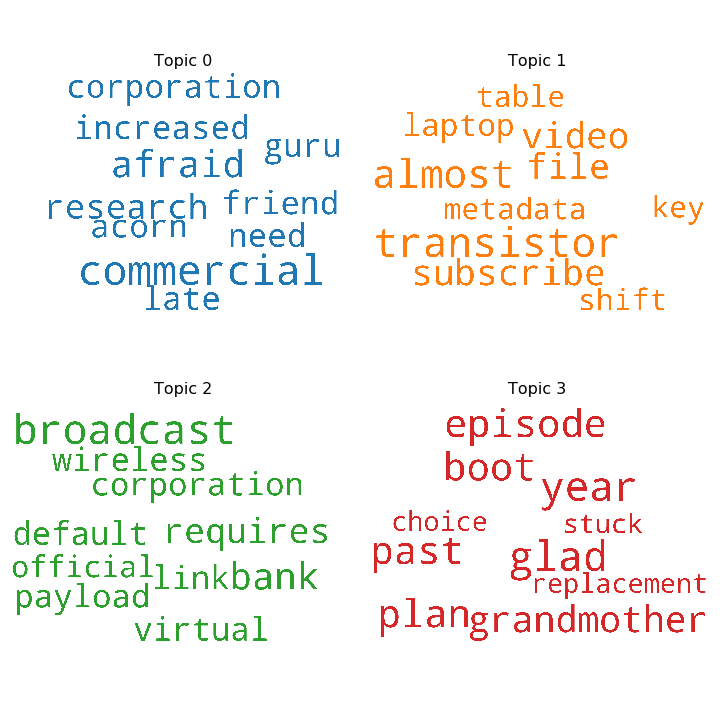 Topic 0
corporation
increased
guru
afraid
research
friend
acorn
need
commercial
late
Topic 1
table
laptop
video
almost
file
metadata
key
transistor
subscribe
shift
Topic 2
broadcast
wireless
corporation
default
requires
official
link
bank
payload
virtual
Topic 3
episode
boot
year
choice
stuck
past
glad
replacement
plan
grandmother